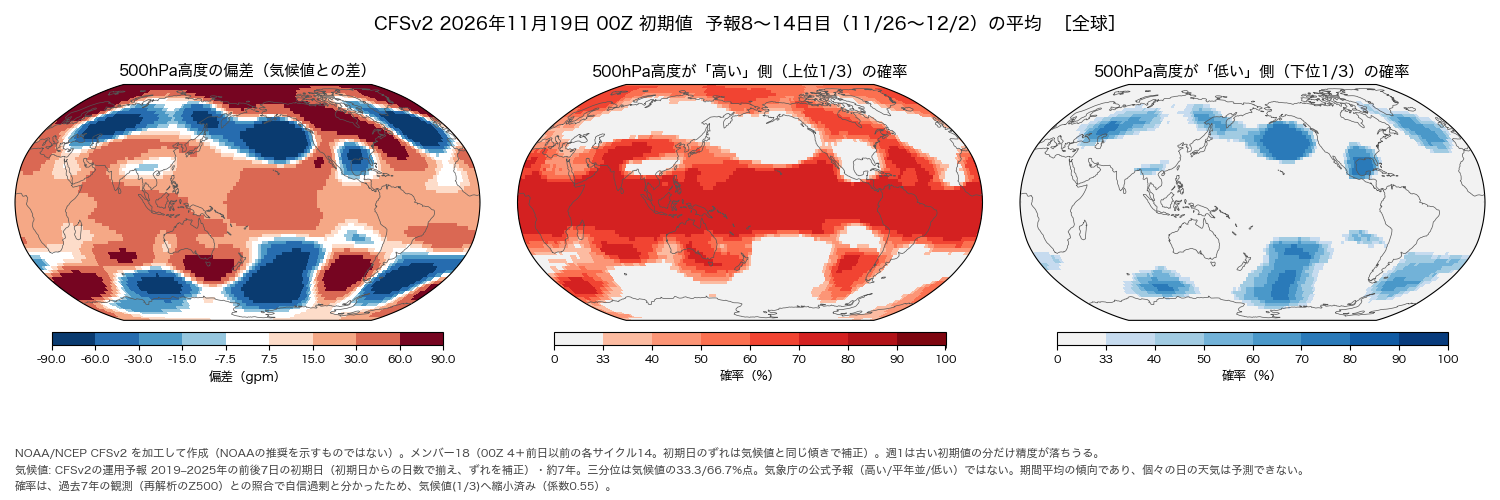 CFSv2 2026年11月19日 00Z 初期値  予報8〜14日目（11/26〜12/2）の平均  ［全球］
500hPa高度の偏差（気候値との差）
500hPa高度が「高い」側（上位1/3）の確率
500hPa高度が「低い」側（下位1/3）の確率
-90.0 -60.0 -30.0 -15.0 -7.5 7.5 15.0 30.0 60.0 90.0
偏差（gpm）
0 33 40 50 60 70 80 90 100
確率（%）
0 33 40 50 60 70 80 90 100
確率（%）
NOAA/NCEP CFSv2 を加工して作成（NOAAの推奨を示すものではない）。メンバー18（00Z 4＋前日以前の各サイクル14。初期日のずれは気候値と同じ傾きで補正）。週1は古い初期値の分だけ精度が落ちうる。
気候値: CFSv2の運用予報 2019–2025年の前後7日の初期日（初期日からの日数で揃え、ずれを補正）・約7年。三分位は気候値の33.3/66.7%点。気象庁の公式予報（高い/平年並/低い）ではない。期間平均の傾向であり、個々の日の天気は予測できない。
確率は、過去7年の観測（再解析のZ500）との照合で自信過剰と分かったため、気候値(1/3)へ縮小済み（係数0.55）。